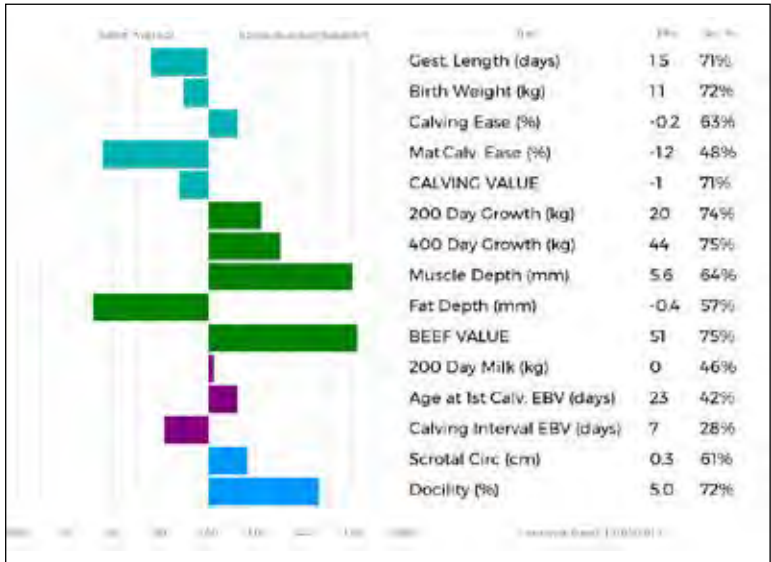 Trait
Gest. Length (days) 1.5 71%
Birth Weight (kg) 1.1 72%
Calving Ease (%) -0.2 63%
Mat Calv. Ease (%) -1.2 48%
CALVING VALUE -1 71%
200 Day Growth (kg) 20 74%
400 Day Growth (kg) 44 75%
Muscle Depth (mm) 5.6 64%
Fat Depth (mm) -0.4 57%
BEEF VALUE 51 75%
200 Day Milk (kg) 0 46%
Age at 1st Calv. EBV (days) 23 42%
Calving Interval EBV (days) 7 28%
Scrotal Circ (cm) 0.3 61%
Docility (%) 5.0 72%